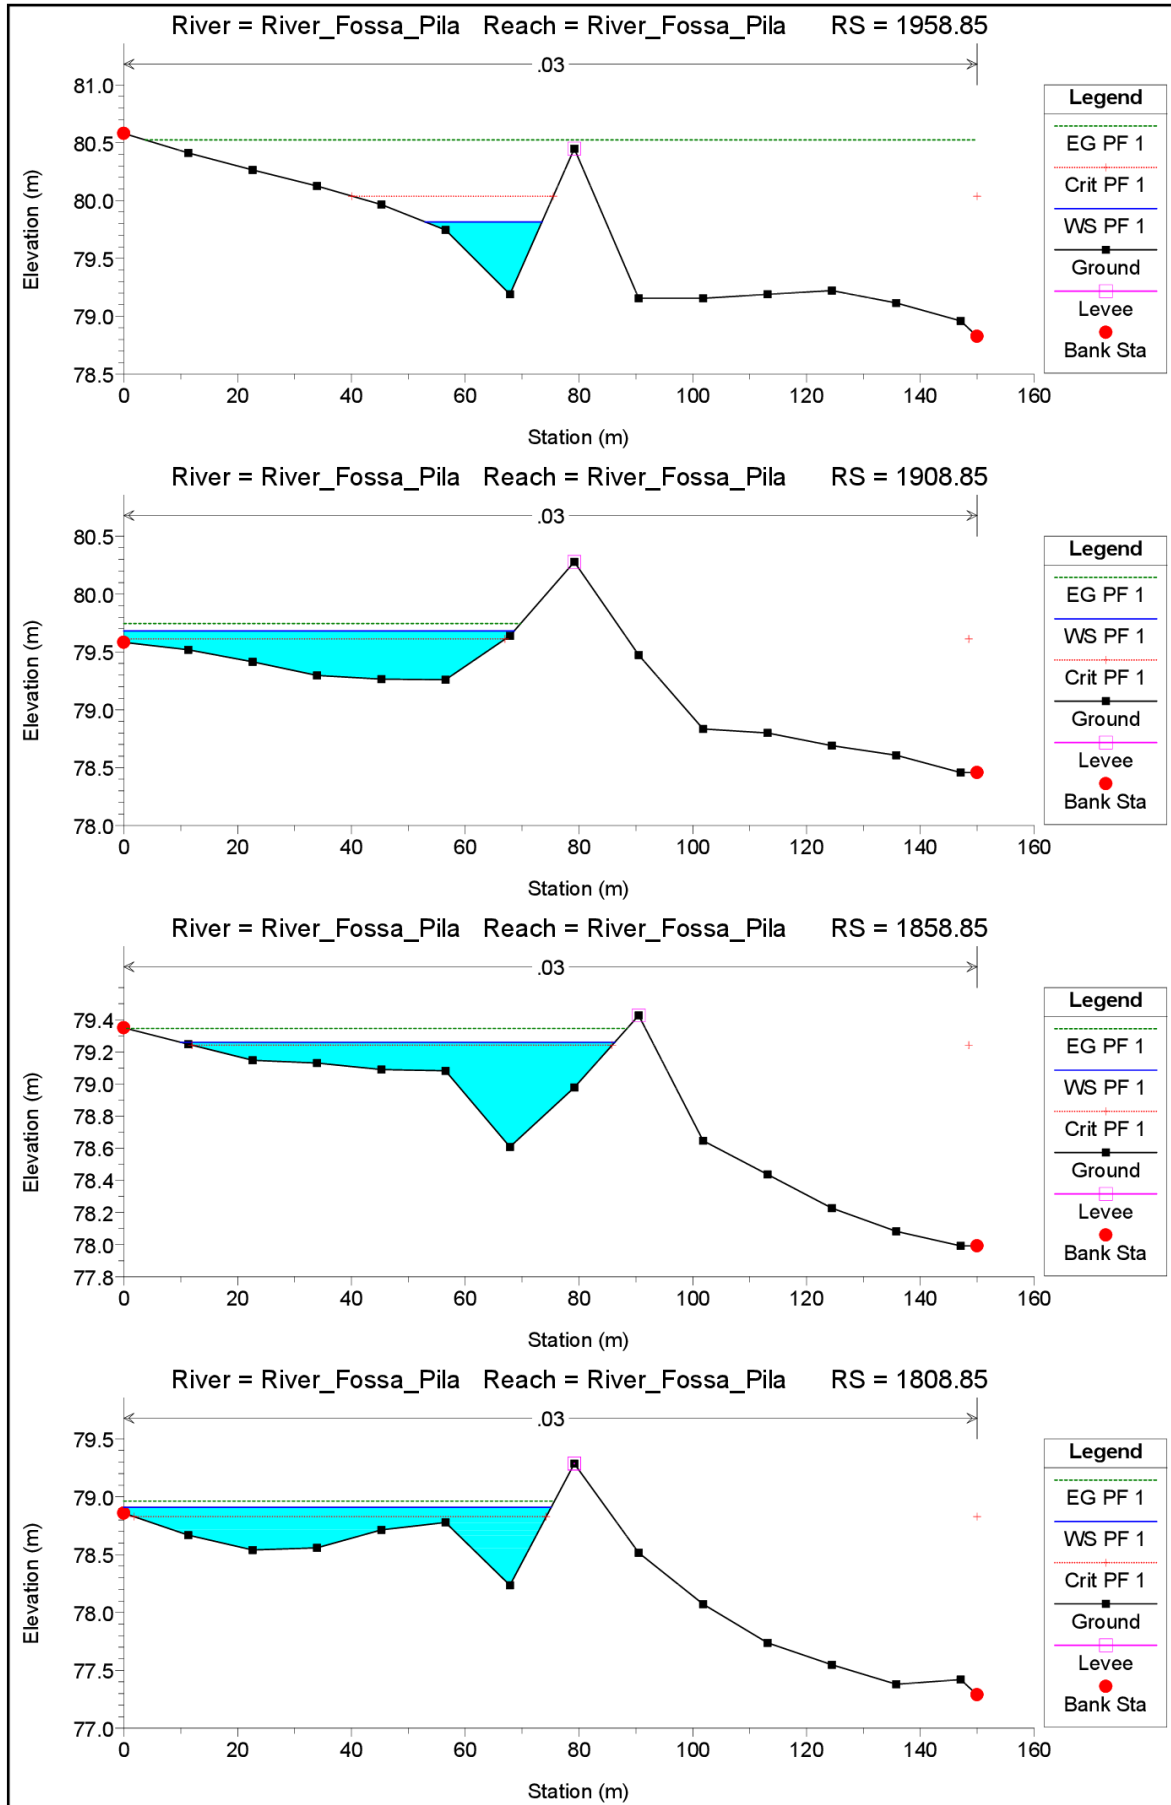 River = River_Fossa_Pila Reach = River_Fossa_Pila RS = 1958.85
.03
81.0
80.5
80.0
79.5
79.0
78.5
Elevation (m)
0 20 40 60 80 100 120 140 160
Station (m)
Legend
EG PF 1
Crit PF 1
WS PF 1
Ground
Levee
Bank Sta
River = River_Fossa_Pila Reach = River_Fossa_Pila RS = 1908.85
.03
80.5
80.0
79.5
79.0
78.5
78.0
Elevation (m)
0 20 40 60 80 100 120 140 160
Station (m)
Legend
EG PF 1
WS PF 1
Crit PF 1
Ground
Levee
Bank Sta
River = River_Fossa_Pila Reach = River_Fossa_Pila RS = 1858.85
.03
79.4
79.2
79.0
78.8
78.6
78.4
78.2
78.0
77.8
Elevation (m)
0 20 40 60 80 100 120 140 160
Station (m)
Legend
EG PF 1
WS PF 1
Crit PF 1
Ground
Levee
Bank Sta
River = River_Fossa_Pila Reach = River_Fossa_Pila RS = 1808.85
.03
79.5
79.0
78.5
78.0
77.5
77.0
Elevation (m)
0 20 40 60 80 100 120 140 160
Station (m)
Legend
EG PF 1
WS PF 1
Crit PF 1
Ground
Levee
Bank Sta